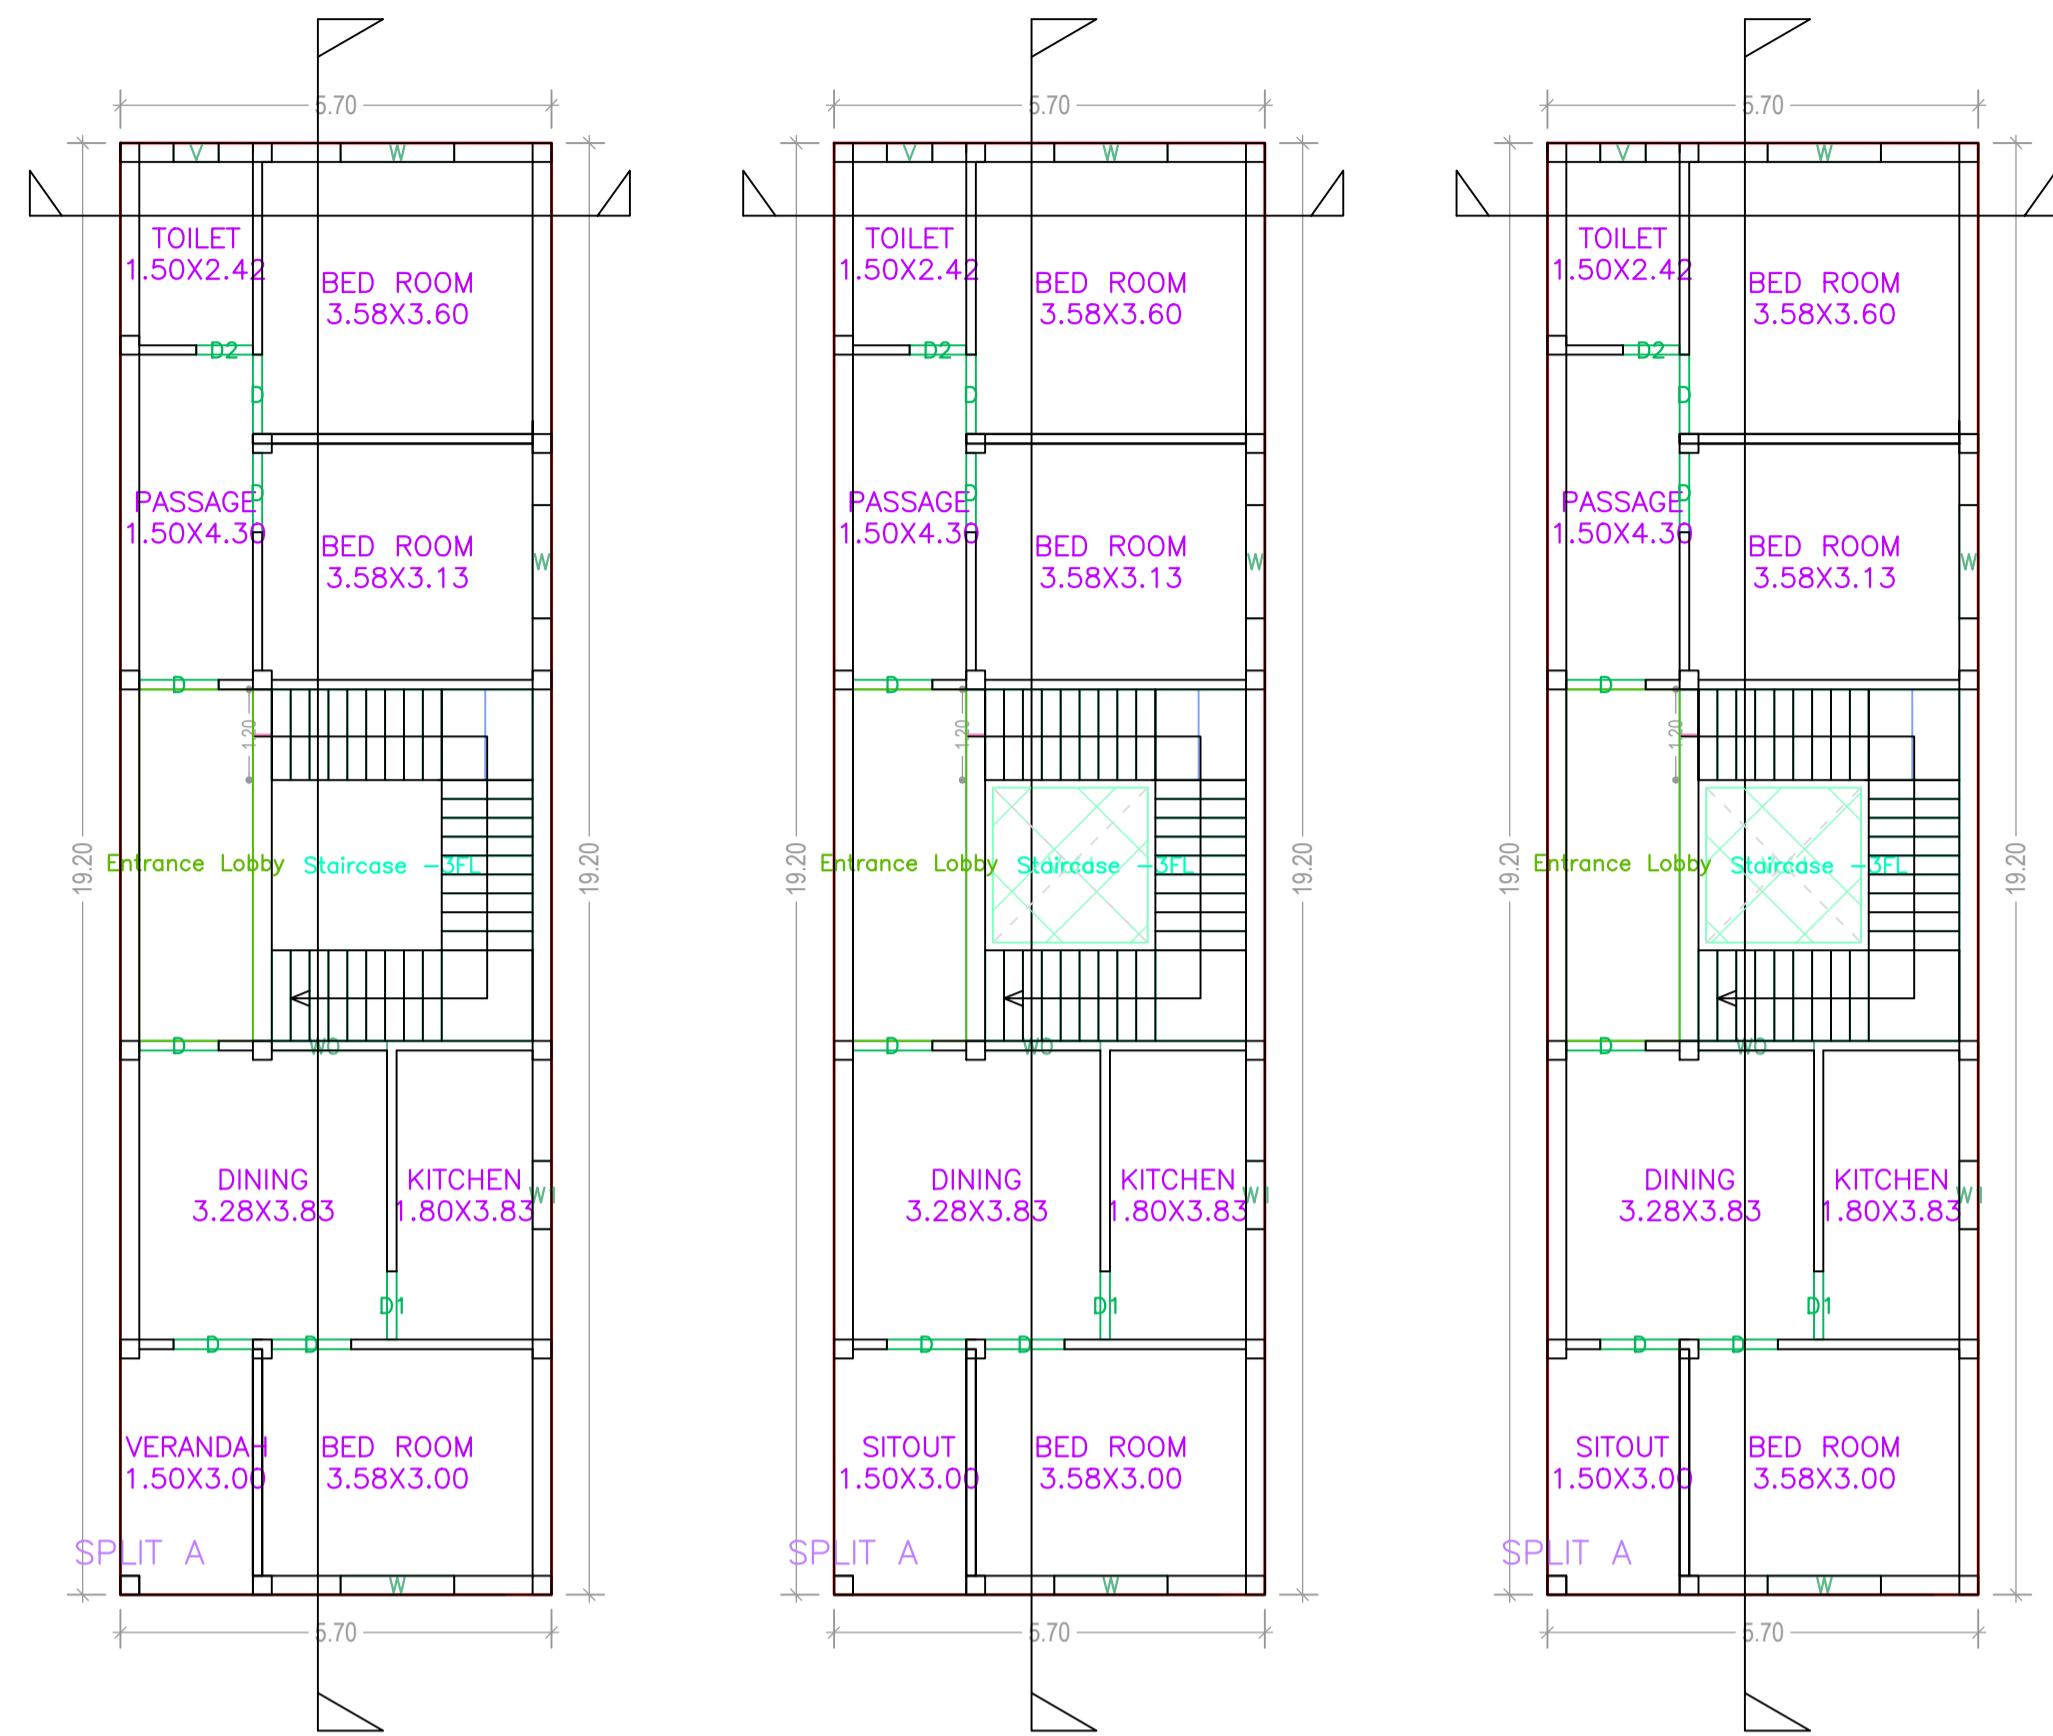 5.70
V
W
TOILET
1.50X2.42
BED ROOM
3.58X3.60
D2
D
D
PASSAGE
1.50X4.30
BED ROOM
3.58X3.13
W
D
1.20
19.20
Entrance Lobby
Staircase -3FL
19.20
D
WO
DINING
3.28X3.83
KITCHEN
1.80X3.83
W1
D1
D
D
VERANDAH
1.50X3.00
BED ROOM
3.58X3.00
SPLIT A
W
5.70
5.70
V
W
TOILET
1.50X2.42
BED ROOM
3.58X3.60
D2
D
D
PASSAGE
1.50X4.30
BED ROOM
3.58X3.13
W
D
1.20
19.20
Entrance Lobby
Staircase -3FL
19.20
D
WO
DINING
3.28X3.83
KITCHEN
1.80X3.83
W1
D1
D
D
SITOUT
1.50X3.00
BED ROOM
3.58X3.00
SPLIT A
W
5.70
5.70
V
W
TOILET
1.50X2.42
BED ROOM
3.58X3.60
D2
D
D
PASSAGE
1.50X4.30
BED ROOM
3.58X3.13
W
D
1.20
19.20
Entrance Lobby
Staircase -3FL
19.20
D
WO
DINING
3.28X3.83
KITCHEN
1.80X3.83
W1
D1
D
D
SITOUT
1.50X3.00
BED ROOM
3.58X3.00
SPLIT A
W
5.70